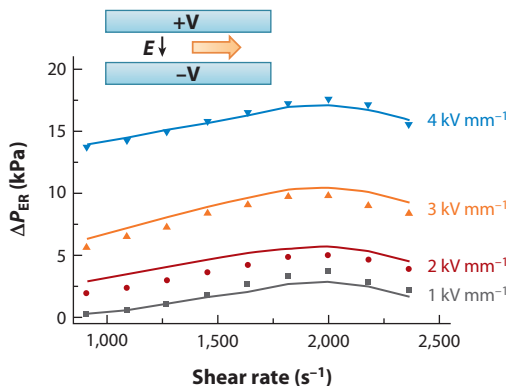 +V
E ↓
–V
20
15
10
5
0
ΔP_ER (kPa)
4 kV mm⁻¹
3 kV mm⁻¹
2 kV mm⁻¹
1 kV mm⁻¹
1,000 1,500 2,000 2,500
Shear rate (s⁻¹)